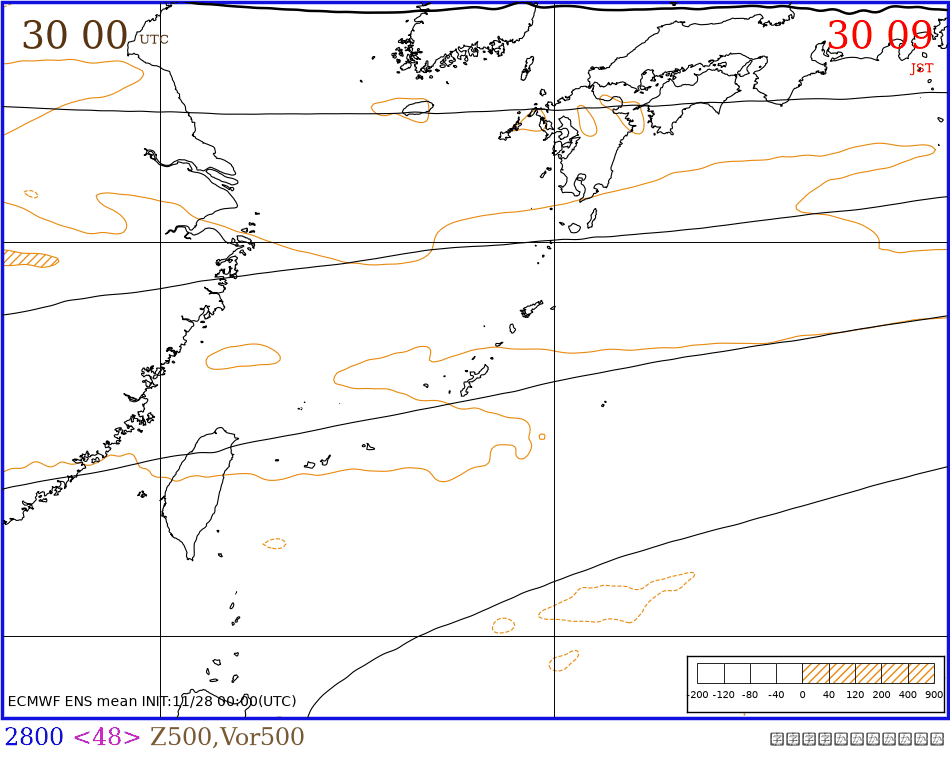 30 00 UTC
30 09
JST
ECMWF ENS mean INIT:11/28 00:00(UTC)
-200 -120 -80 -40 0 40 120 200 400 900
2800 <48> Z500,Vor500